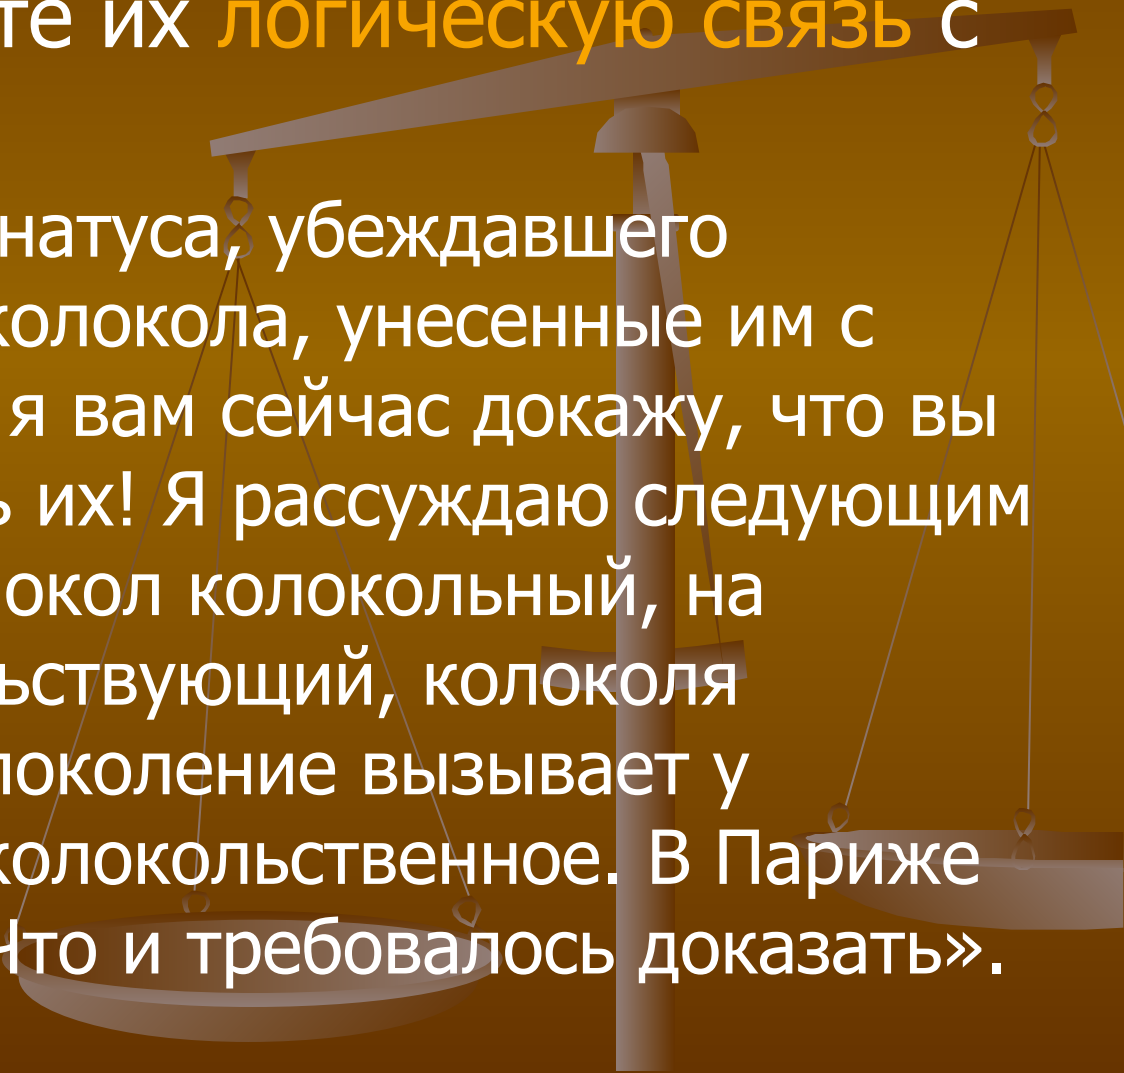 те их логическую связь с
натуса, убеждавшего
колокола, унесенные им с
я вам сейчас докажу, что вы
ь их! Я рассуждаю следующим
окол колокольный, на
ьствующий, колоколя
локоление вызывает у
колокольственное. В Париже
Что и требовалось доказать».